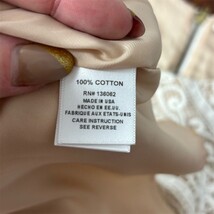 100% COTTON
RN# 138062
MADE IN USA
HECHO EN EE.UU
FABRIQUE AUX ETATS-UNIS
CARE INSTRUCTION
SEE REVERSE